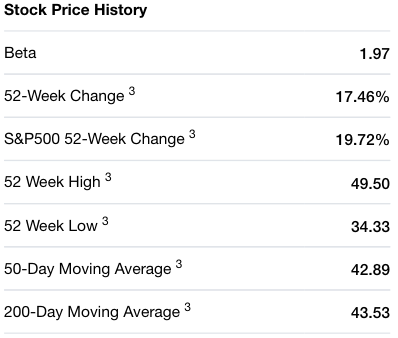 Stock Price History
Beta 1.97
52-Week Change 3 17.46%
S&P500 52-Week Change 3 19.72%
52 Week High 3 49.50
52 Week Low 3 34.33
50-Day Moving Average 3 42.89
200-Day Moving Average 3 43.53